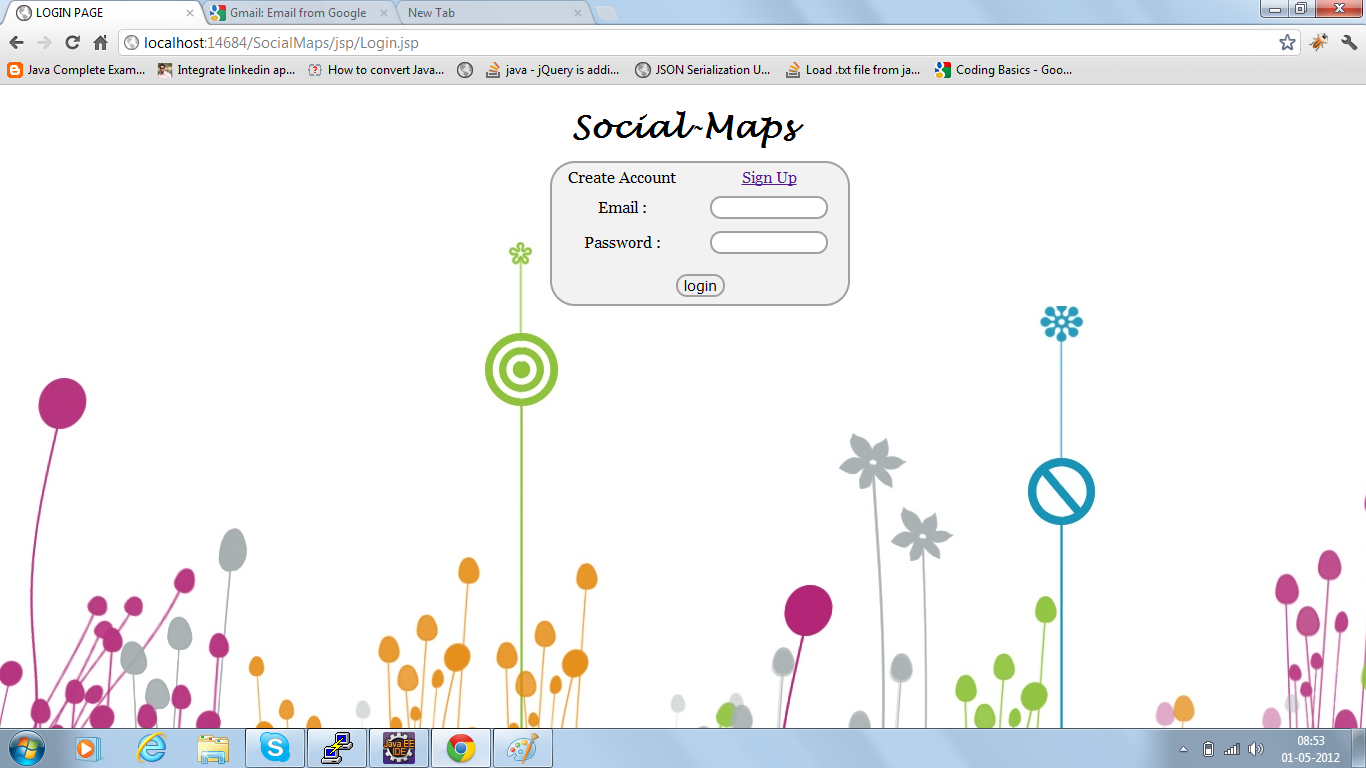 LOGIN PAGE
Gmail: Email from Google
New Tab
localhost:14684/SocialMaps/jsp/Login.jsp
Java Complete Exam...
Integrate linkedin ap...
How to convert Java...
java - jQuery is addi...
JSON Serialization U...
Load .txt file from ja...
Coding Basics - Goo...
Social-Maps
Create Account Sign Up
Email :
Password :
login
Java EE
IDE
08:53
01-05-2012